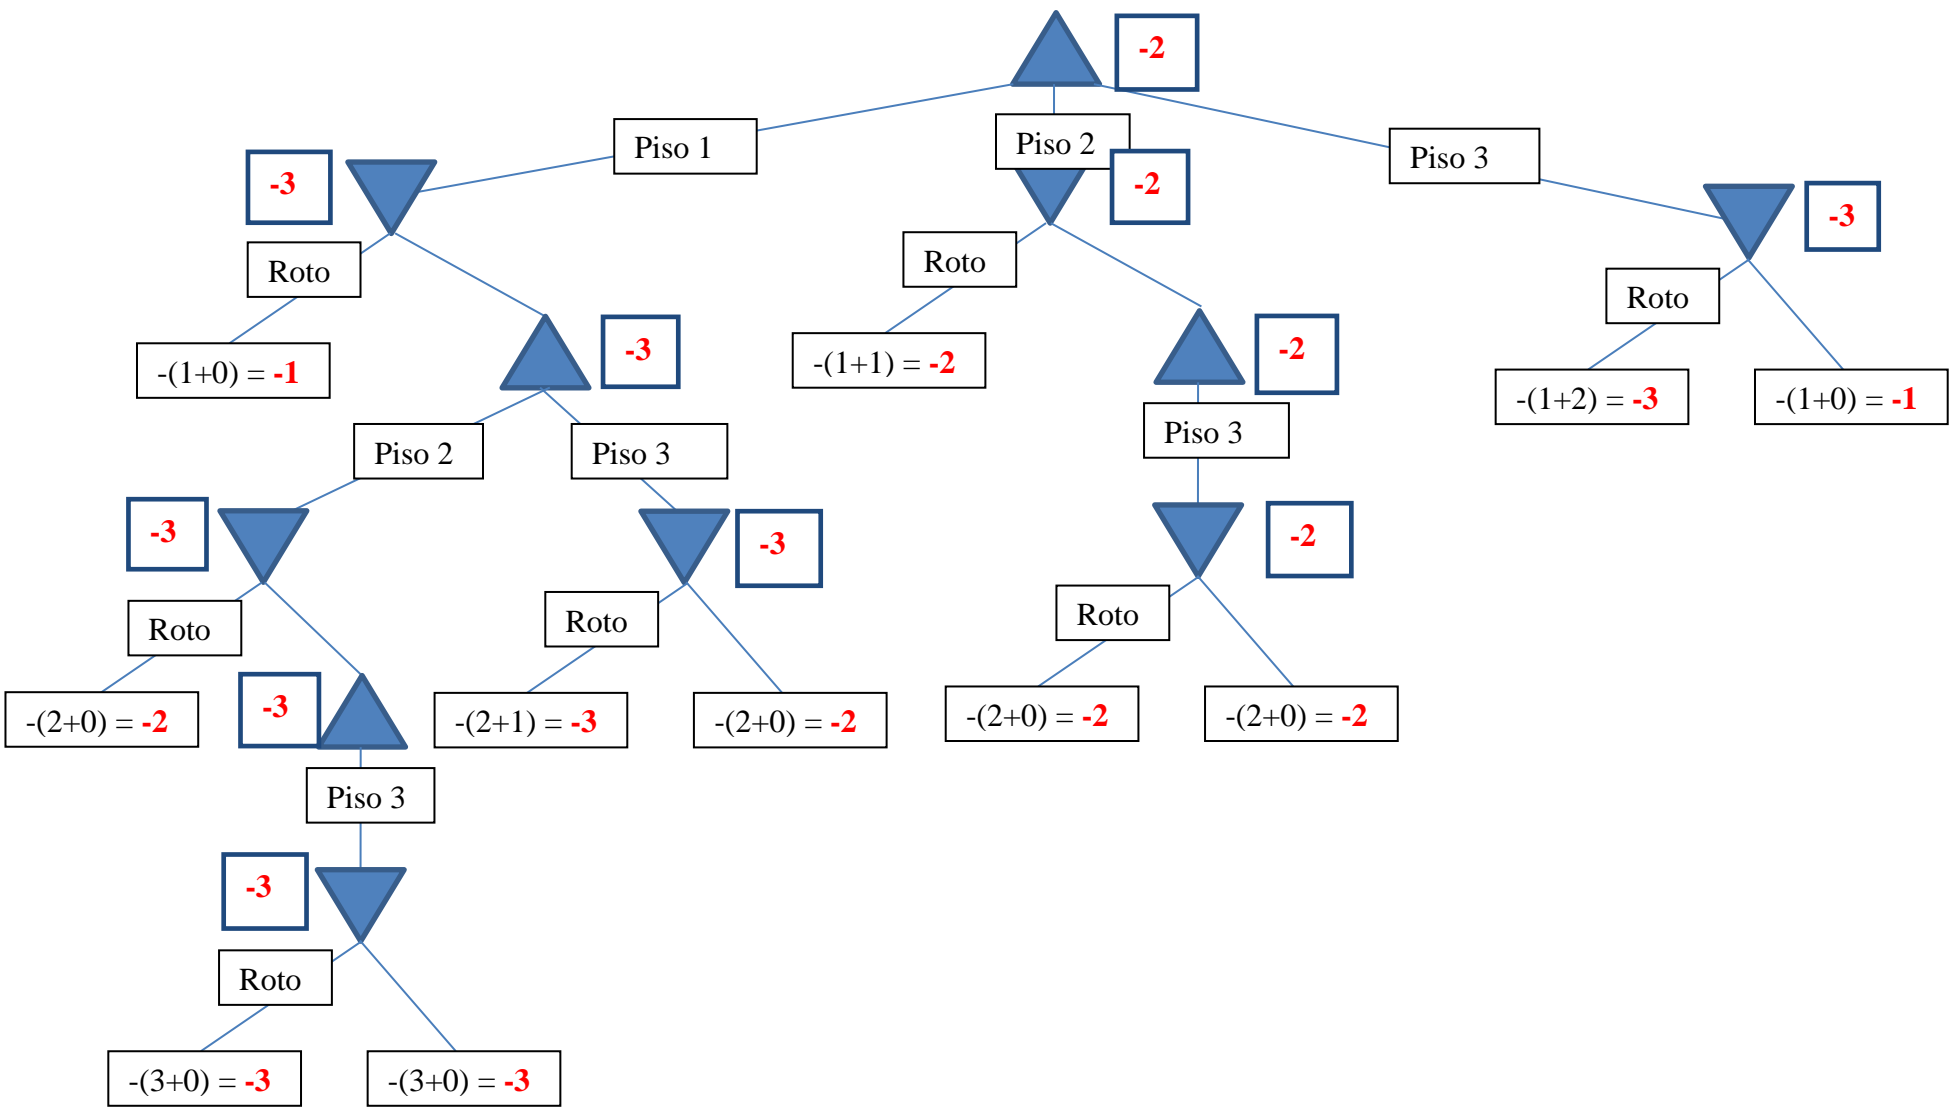 -2
Piso 1
Piso 2
Piso 3
-3
-2
-3
Roto
Roto
Roto
-(1+0) = -1
-3
-(1+1) = -2
-2
-(1+2) = -3
-(1+0) = -1
Piso 2
Piso 3
Piso 3
-3
-3
-2
Roto
Roto
Roto
-(2+0) = -2
-3
-(2+1) = -3
-(2+0) = -2
-(2+0) = -2
-(2+0) = -2
Piso 3
-3
Roto
-(3+0) = -3
-(3+0) = -3